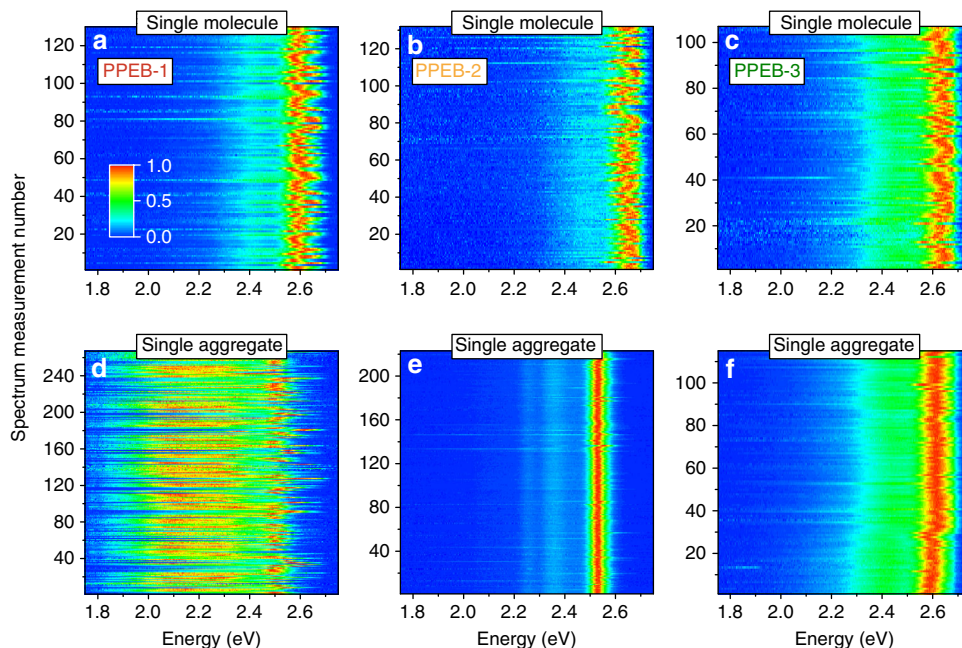 Single molecule
Single molecule
Single molecule
a
b
c
PPEB-1
PPEB-2
PPEB-3
120
100
80
60
40
20
120
100
80
60
40
20
100
80
60
40
20
1.0
0.5
0.0
1.8 2.0 2.2 2.4 2.6
1.8 2.0 2.2 2.4 2.6
1.8 2.0 2.2 2.4 2.6
Spectrum measurement number
Single aggregate
Single aggregate
Single aggregate
d
e
f
240
200
160
120
80
40
200
160
120
80
40
100
80
60
40
20
1.8 2.0 2.2 2.4 2.6
1.8 2.0 2.2 2.4 2.6
1.8 2.0 2.2 2.4 2.6
Energy (eV)
Energy (eV)
Energy (eV)